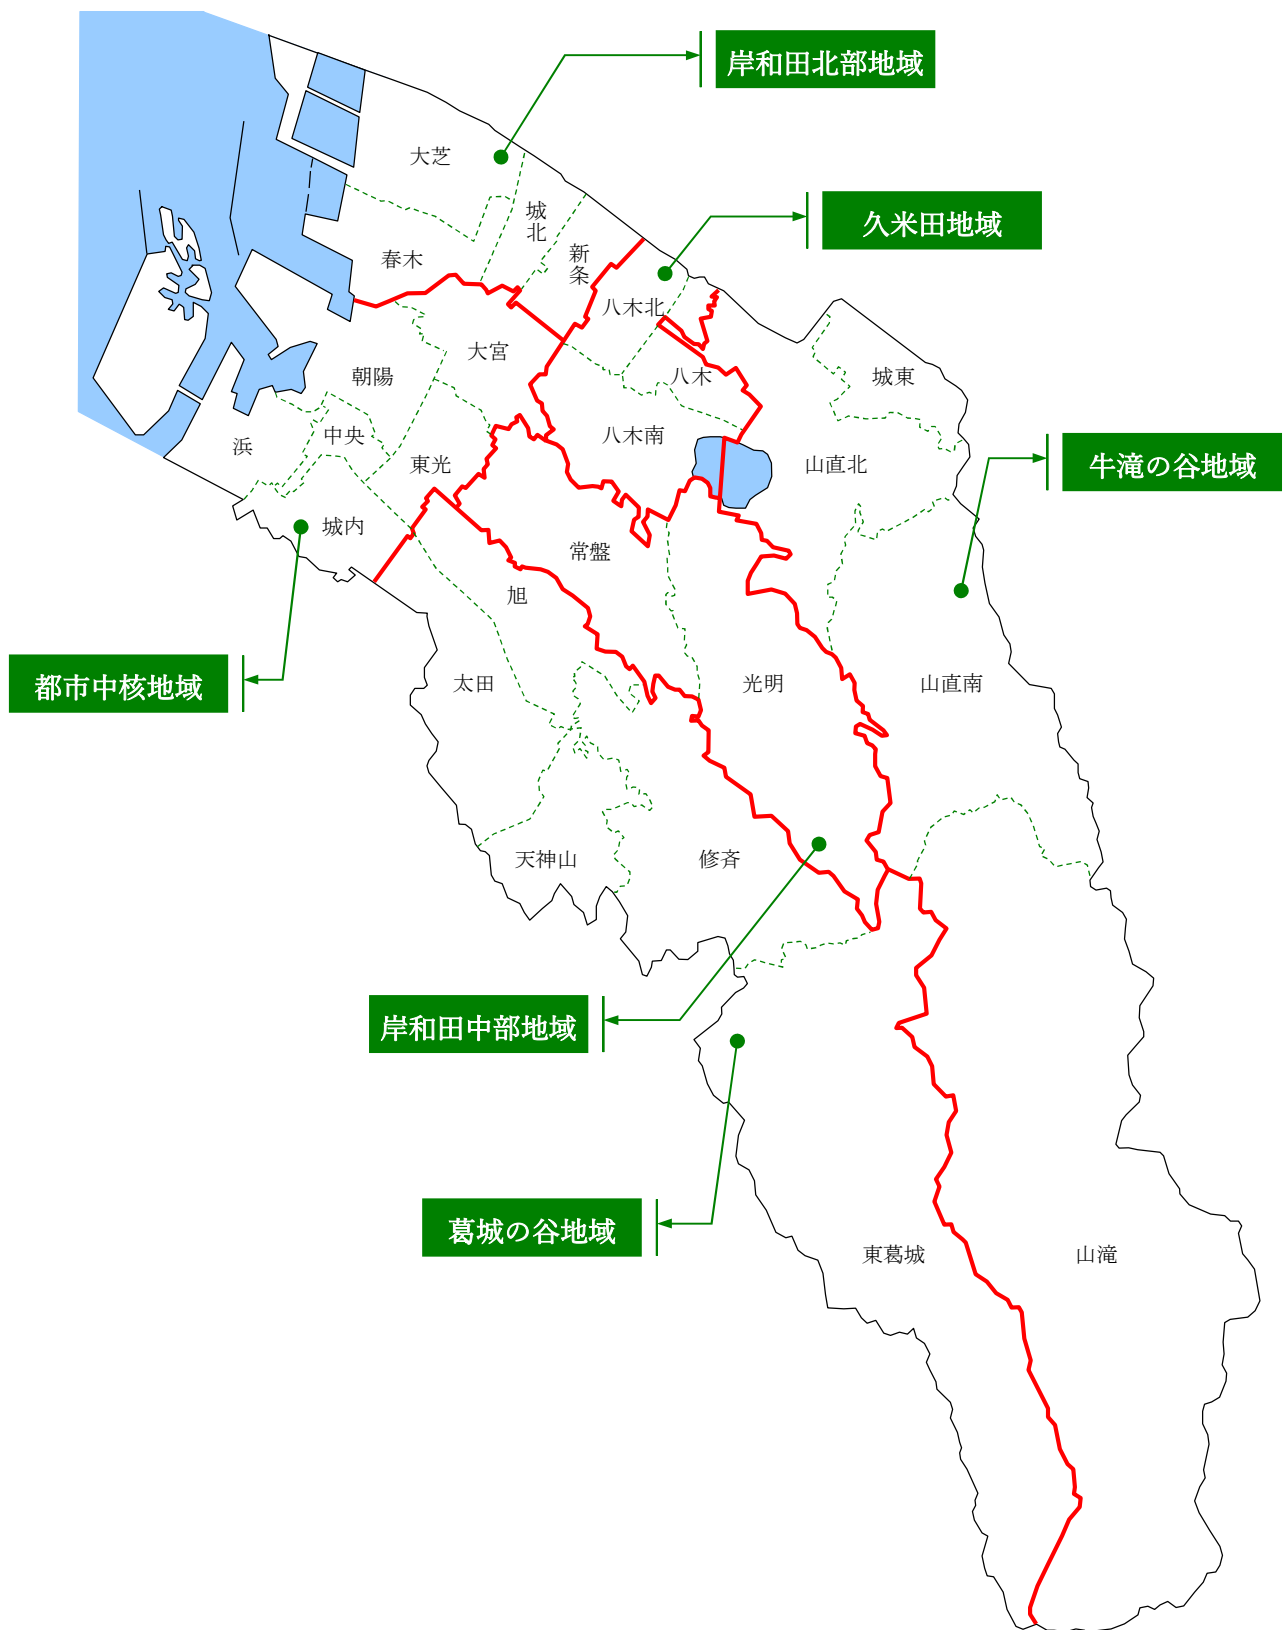 岸和田北部地域
大芝
久米田地域
城北
新条
春木
八木北
大宮
朝陽
八木
城東
中央
八木南
浜
東光
山直北
牛滝の谷地域
城内
常盤
旭
都市中核地域
太田
光明
山直南
天神山
修斉
岸和田中部地域
葛城の谷地域
東葛城
山滝